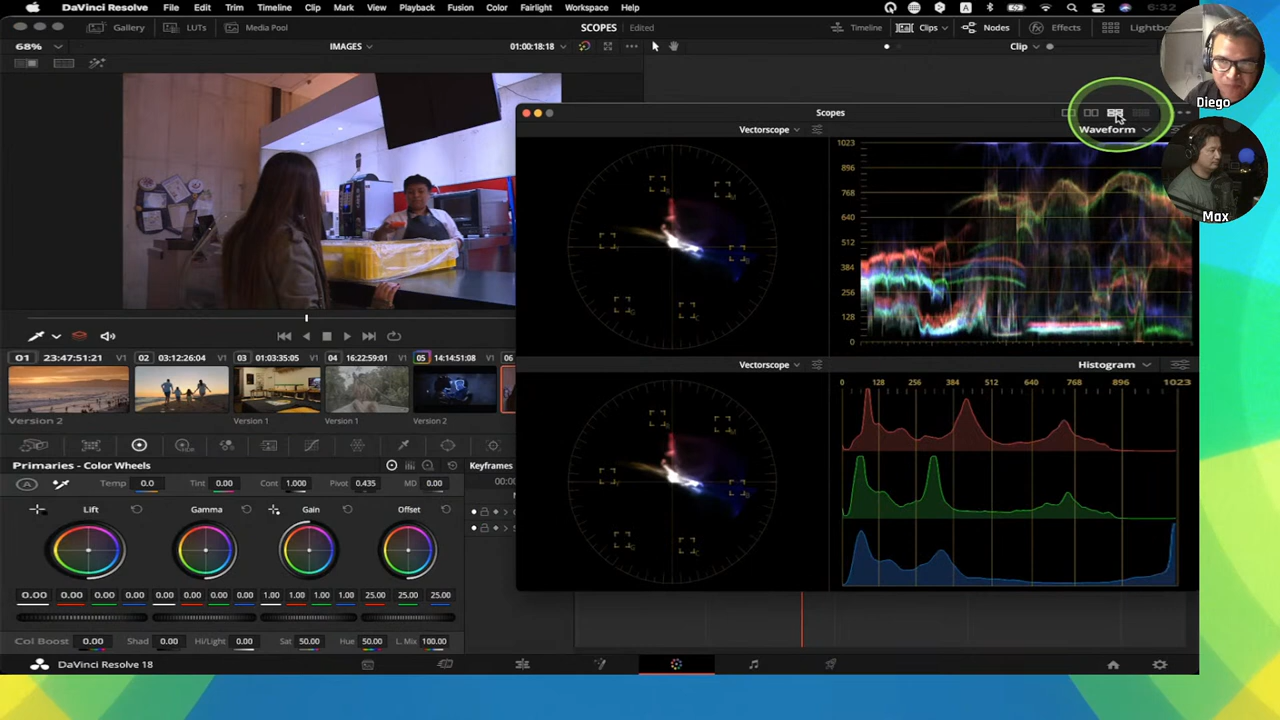 DaVinci Resolve File Edit Trim Timeline Clip Mark View Playback Fusion Color Fairlight Workspace Help A 6:32
Gallery LUTs Media Pool SCOPES Edited Timeline Clips Nodes Effects Lightbo
68% IMAGES 01:00:18:18 Clip
Diego
Scopes
Vectorscope Waveform
Max
1023
896
768
640
512
384
256
128
0
01 23:47:51:21 V1 02 03:12:26:04 V1 03 01:03:35:05 V1 04 16:22:59:01 V1 05 14:14:51:08 V1 06
Version 2 Version 1 Version 1 Version 2
Vectorscope Histogram
0 128 256 384 512 640 768 896 1023
Primaries - Color Wheels Keyframes
A Temp 0.0 Tint 0.00 Cont 1.000 Pivot 0.435 MD 0.00 00:00
Lift Gamma Gain Offset
0.00 0.00 0.00 0.00 0.00 0.00 0.00 0.00 1.00 1.00 1.00 1.00 25.00 25.00 25.00
Col Boost 0.00 Shad 0.00 Hi/Light 0.00 Sat 50.00 Hue 50.00 L. Mix 100.00
DaVinci Resolve 18